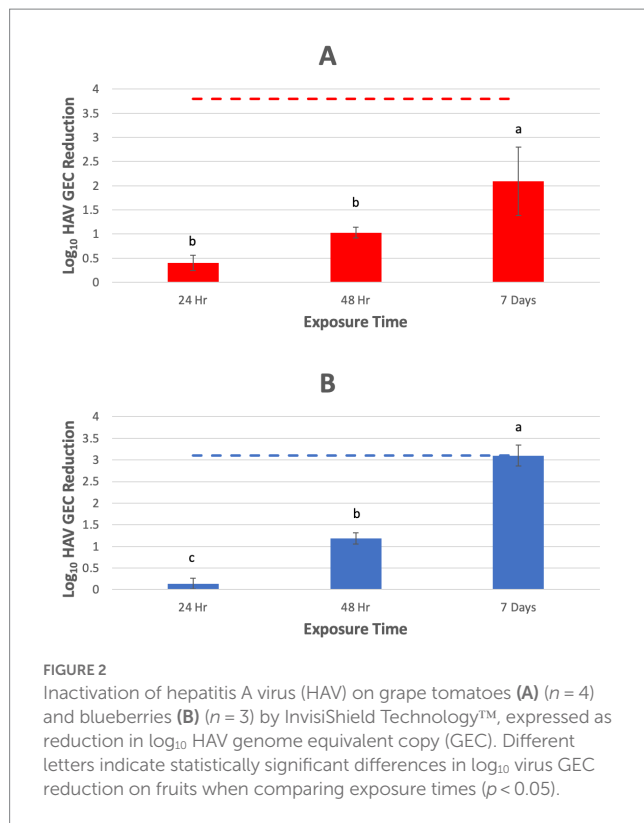 A
Log₁₀ HAV GEC Reduction
4
3.5
3
2.5
2
1.5
1
0.5
0
b
b
a
24 Hr
48 Hr
7 Days
Exposure Time
B
Log₁₀ HAV GEC Reduction
4
3.5
3
2.5
2
1.5
1
0.5
0
c
b
a
24 Hr
48 Hr
7 Days
Exposure Time
FIGURE 2
Inactivation of hepatitis A virus (HAV) on grape tomatoes (A) (n = 4)
and blueberries (B) (n = 3) by InvisiShield Technology™, expressed as
reduction in log₁₀ HAV genome equivalent copy (GEC). Different
letters indicate statistically significant differences in log₁₀ virus GEC
reduction on fruits when comparing exposure times (p < 0.05).